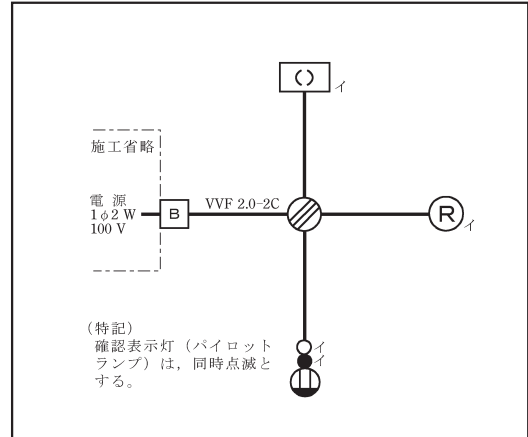 イ
施工省略
電源
1φ2W
100V
B
VVF 2.0-2C
R
イ
(特記)
確認表示灯(パイロット
ランプ)は,同時点滅と
する。
イ
イ